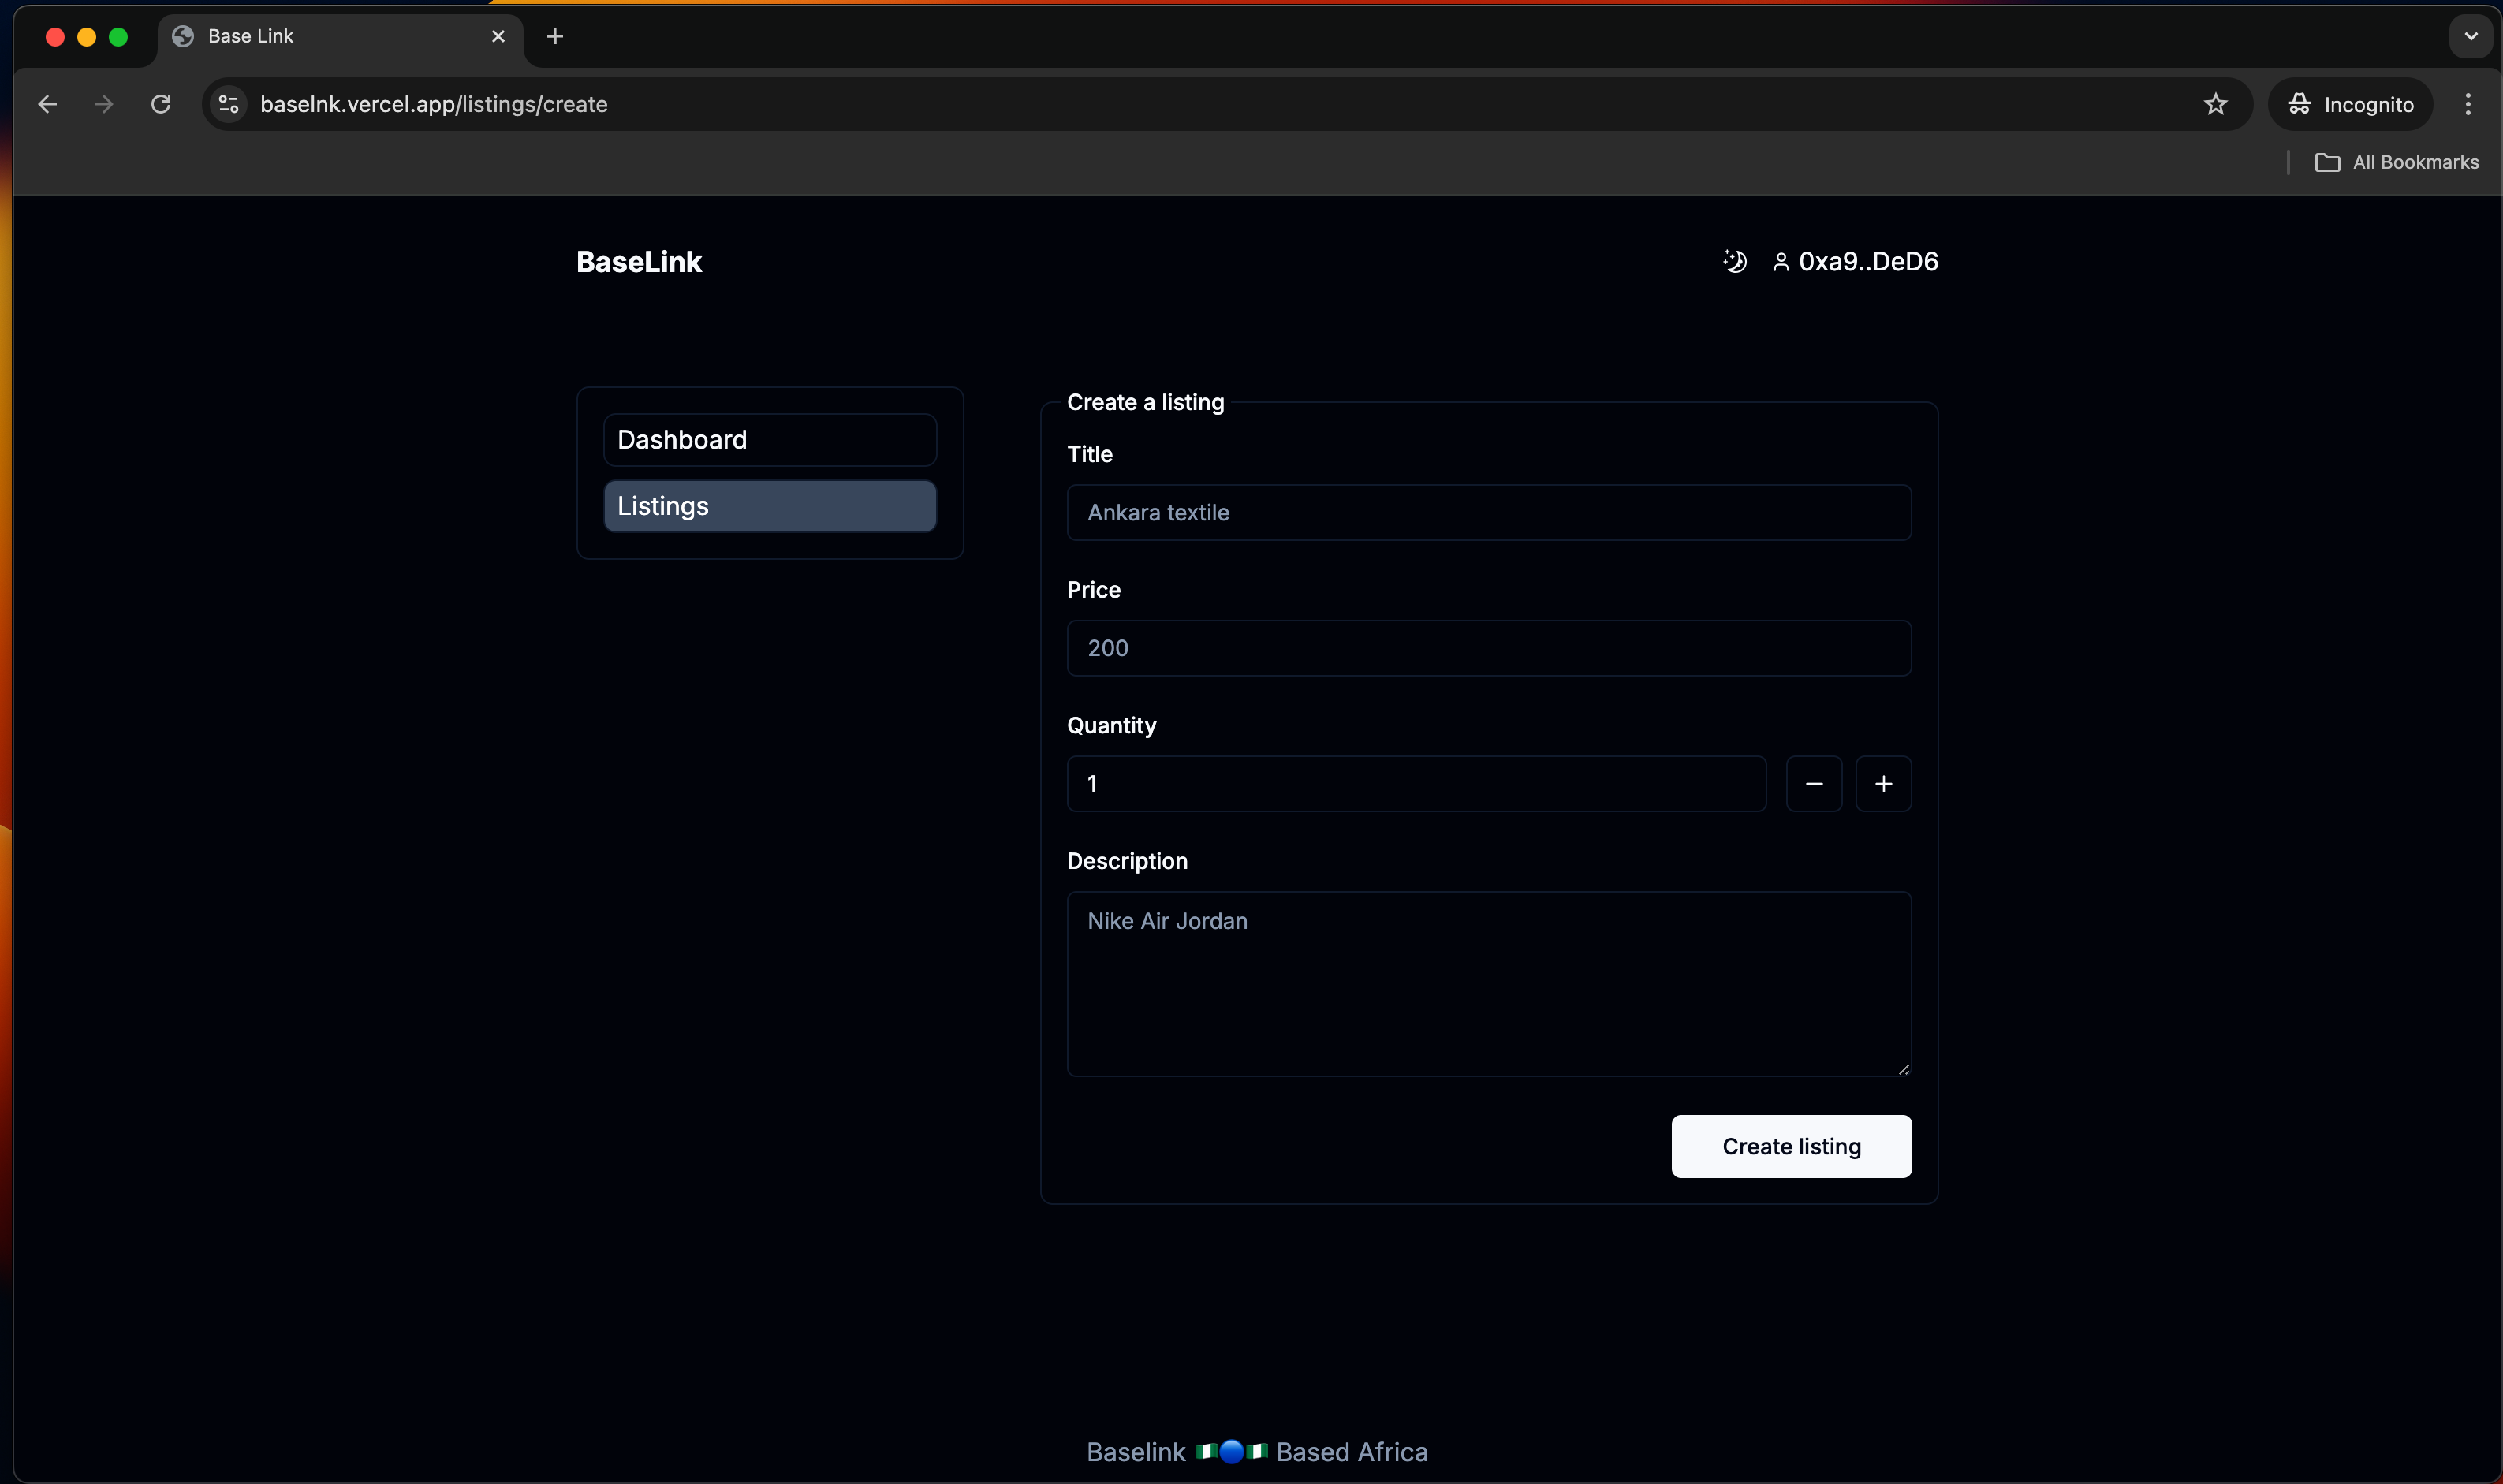 Base Link
baselnk.vercel.app/listings/create
Incognito
All Bookmarks
BaseLink
0xa9..DeD6
Dashboard
Listings
Create a listing
Title
Ankara textile
Price
200
Quantity
1
Description
Nike Air Jordan
Create listing
Baselink 🇳🇬🔵🇳🇬 Based Africa